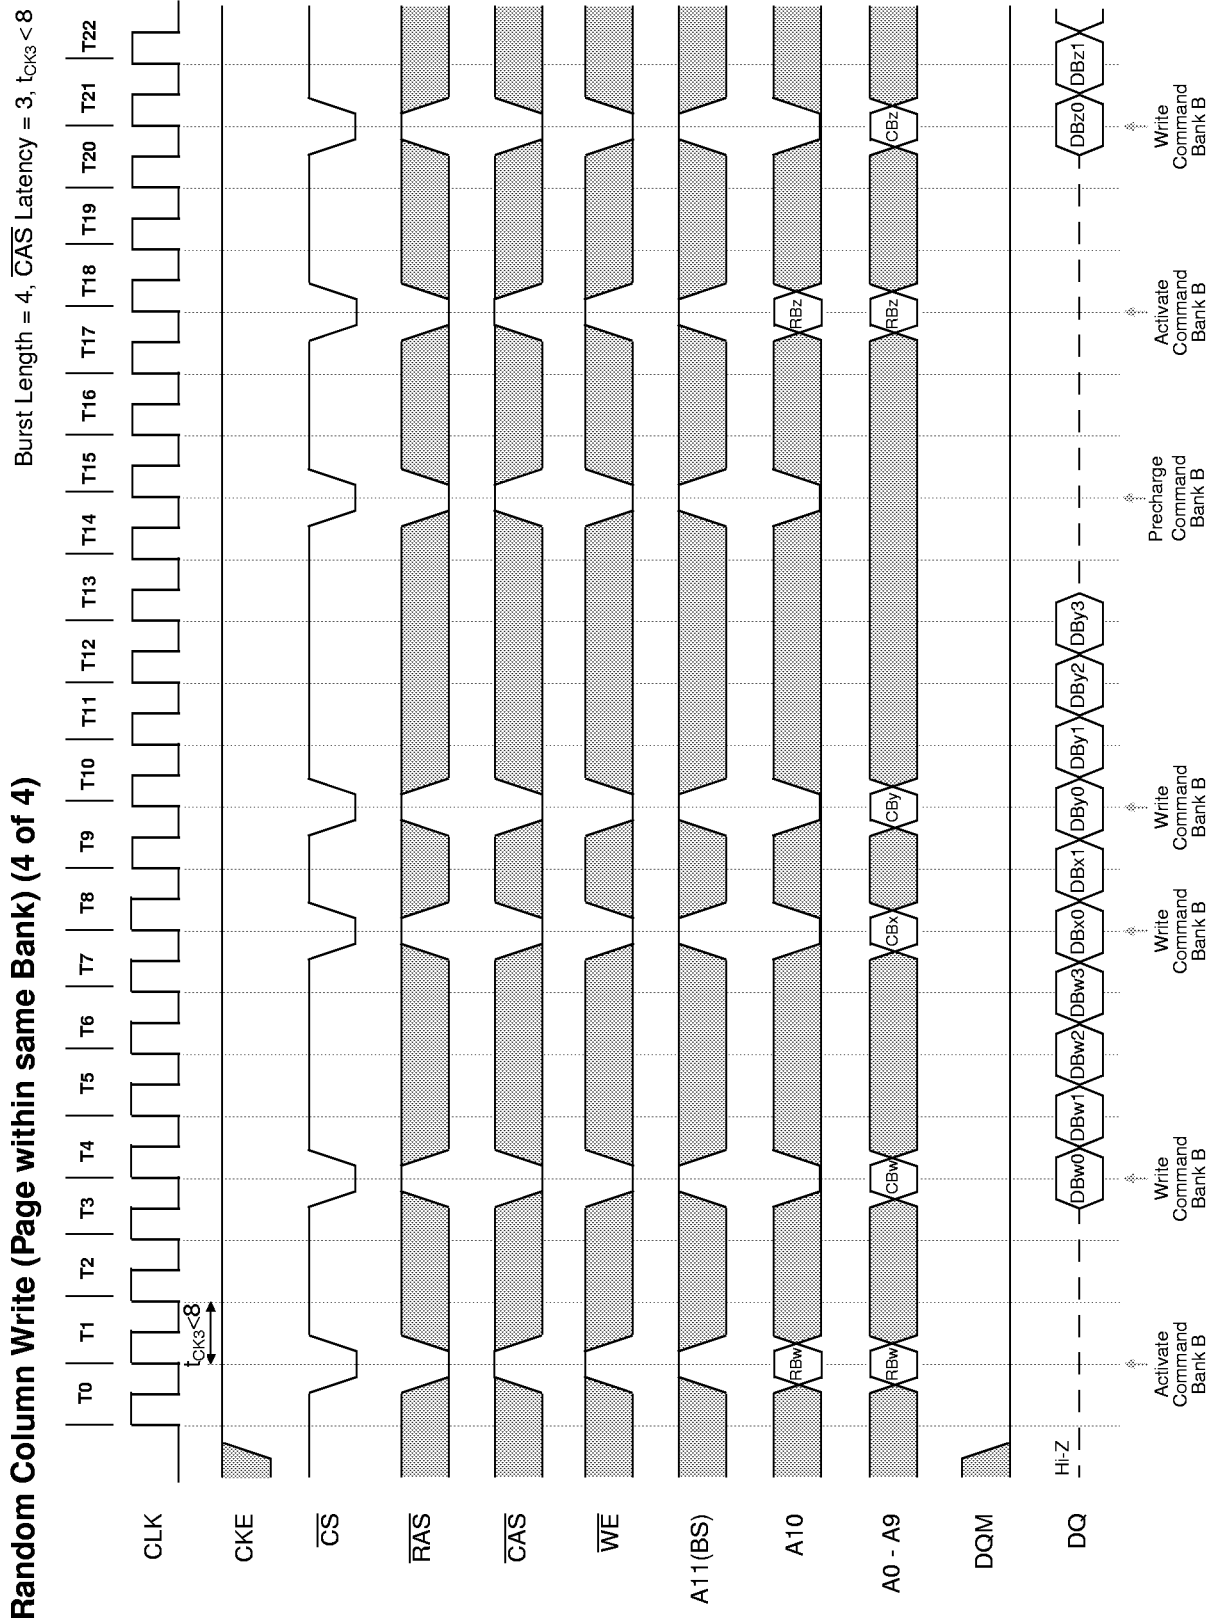 Random Column Write (Page within same Bank) (4 of 4)
Burst Length = 4, CAS Latency = 3, tCK3 < 8
T0 T1 T2 T3 T4 T5 T6 T7 T8 T9 T10 T11 T12 T13 T14 T15 T16 T17 T18 T19 T20 T21 T22
CLK
tCK3<8
CKE
CS
RAS
CAS
WE
A11(BS)
A10
RBw RBz
A0 - A9
RBw CBw CBx CBy RBz CBz
DQM
DQ
Hi-Z
DBw0 DBw1 DBw2 DBw3 DBx0 DBx1 DBy0 DBy1 DBy2 DBy3 DBz0 DBz1
Activate
Command
Bank B
Write
Command
Bank B
Write
Command
Bank B
Write
Command
Bank B
Precharge
Command
Bank B
Activate
Command
Bank B
Write
Command
Bank B